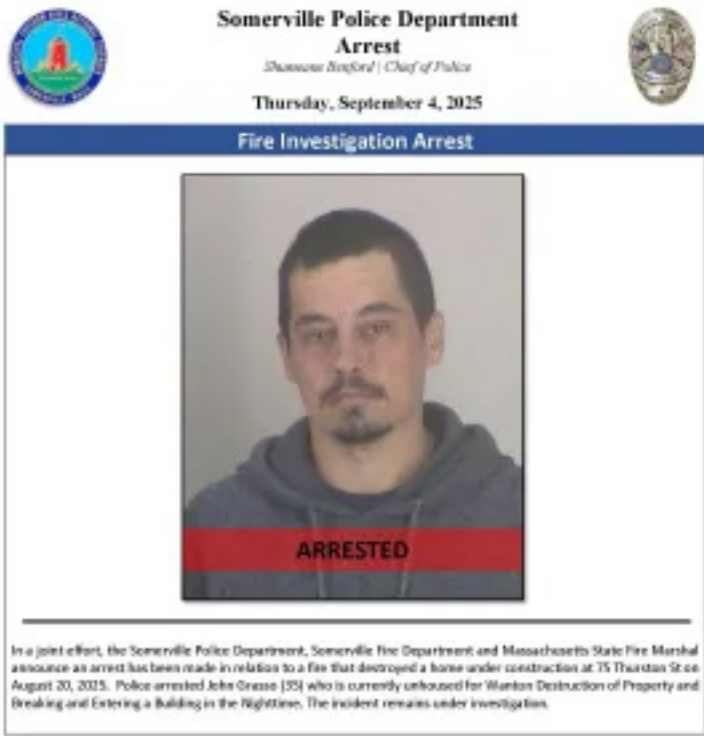 Somerville Police Department
Arrest
Shumeane Benford | Chief of Police
Thursday, September 4, 2025
Fire Investigation Arrest
ARRESTED
In a joint effort, the Somerville Police Department, Somerville Fire Department and Massachusetts State Fire Marshal
announce an arrest has been made in relation to a fire that destroyed a home under construction at 75 Thurston St on
August 20, 2025. Police arrested John Grasso (35) who is currently unhoused for Wanton Destruction of Property and
Breaking and Entering a Building in the Nighttime. The incident remains under investigation.